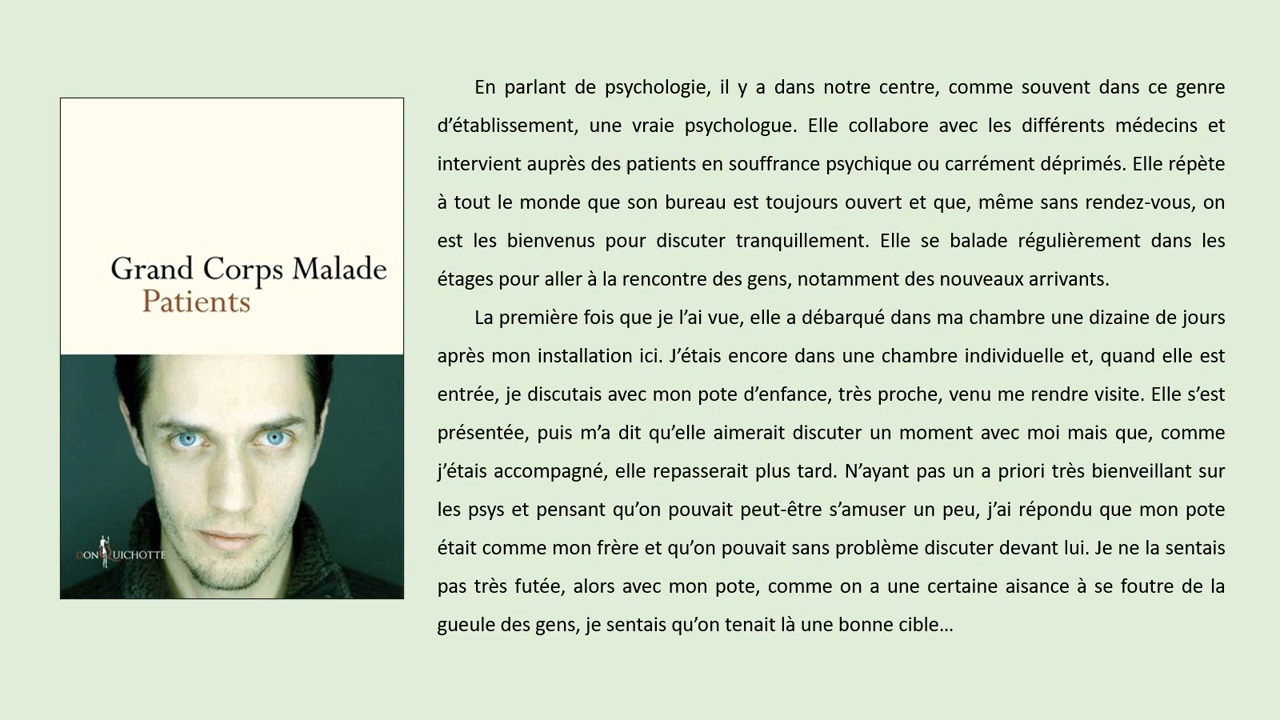 Grand Corps Malade
Patients
DON QUICHOTTE
En parlant de psychologie, il y a dans notre centre, comme souvent dans ce genre
d’établissement, une vraie psychologue. Elle collabore avec les différents médecins et
intervient auprès des patients en souffrance psychique ou carrément déprimés. Elle répète
à tout le monde que son bureau est toujours ouvert et que, même sans rendez-vous, on
est les bienvenus pour discuter tranquillement. Elle se balade régulièrement dans les
étages pour aller à la rencontre des gens, notamment des nouveaux arrivants.
La première fois que je l’ai vue, elle a débarqué dans ma chambre une dizaine de jours
après mon installation ici. J’étais encore dans une chambre individuelle et, quand elle est
entrée, je discutais avec mon pote d’enfance, très proche, venu me rendre visite. Elle s’est
présentée, puis m’a dit qu’elle aimerait discuter un moment avec moi mais que, comme
j’étais accompagné, elle repasserait plus tard. N’ayant pas un a priori très bienveillant sur
les psys et pensant qu’on pouvait peut-être s’amuser un peu, j’ai répondu que mon pote
était comme mon frère et qu’on pouvait sans problème discuter devant lui. Je ne la sentais
pas très futée, alors avec mon pote, comme on a une certaine aisance à se foutre de la
gueule des gens, je sentais qu’on tenait là une bonne cible…